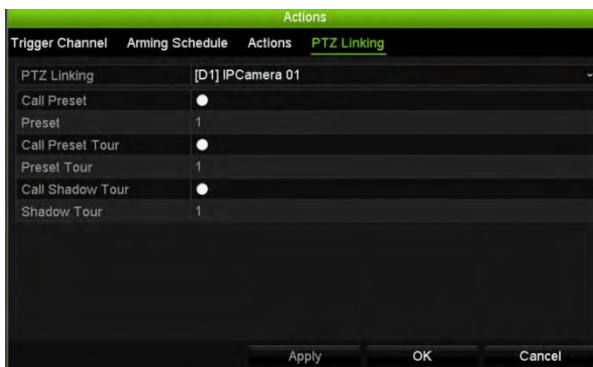 Actions
Trigger Channel Arming Schedule Actions PTZ Linking
PTZ Linking [D1] IPCamera 01
Call Preset
Preset 1
Call Preset Tour
Preset Tour 1
Call Shadow Tour
Shadow Tour 1
Apply OK Cancel